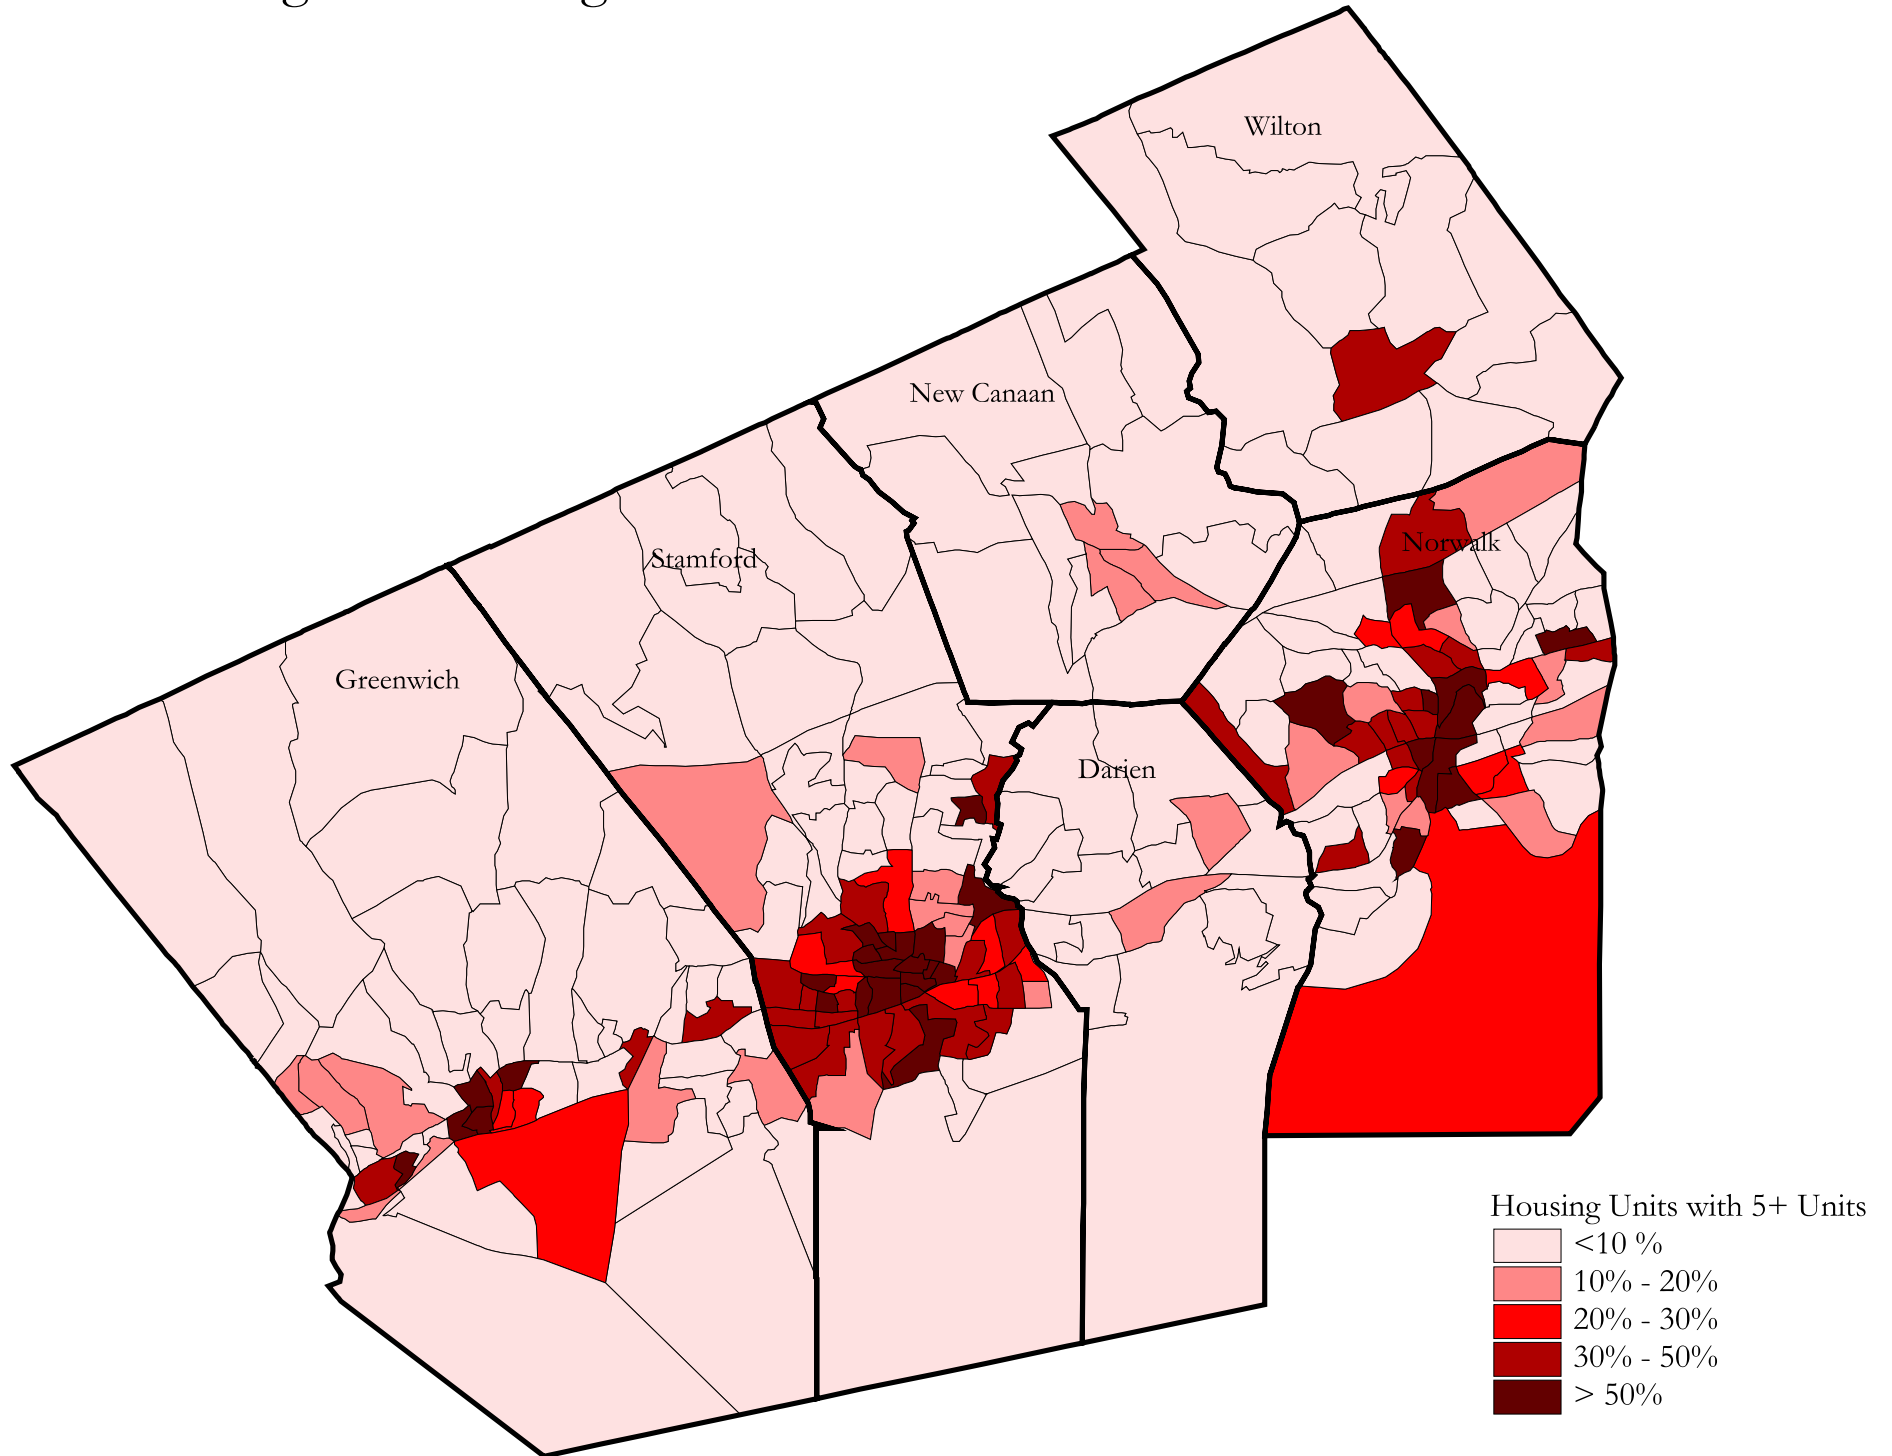 Wilton
New Canaan
Norwalk
Stamford
Greenwich
Darien
Housing Units with 5+ Units
<10 %
10% - 20%
20% - 30%
30% - 50%
> 50%